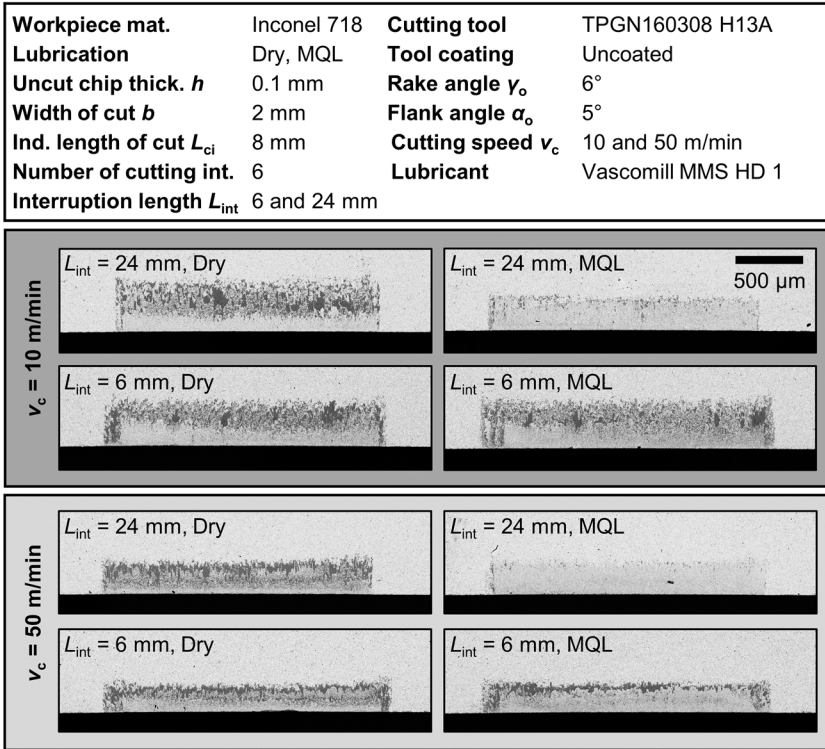 Workpiece mat. Inconel 718 Cutting tool TPGN160308 H13A
Lubrication Dry, MQL Tool coating Uncoated
Uncut chip thick. h 0.1 mm Rake angle γo 6°
Width of cut b 2 mm Flank angle αo 5°
Ind. length of cut Lci 8 mm Cutting speed vc 10 and 50 m/min
Number of cutting int. 6 Lubricant Vascomill MMS HD 1
Interruption length Lint 6 and 24 mm
vc = 10 m/min
Lint = 24 mm, Dry
Lint = 24 mm, MQL
500 µm
Lint = 6 mm, Dry
Lint = 6 mm, MQL
vc = 50 m/min
Lint = 24 mm, Dry
Lint = 24 mm, MQL
Lint = 6 mm, Dry
Lint = 6 mm, MQL